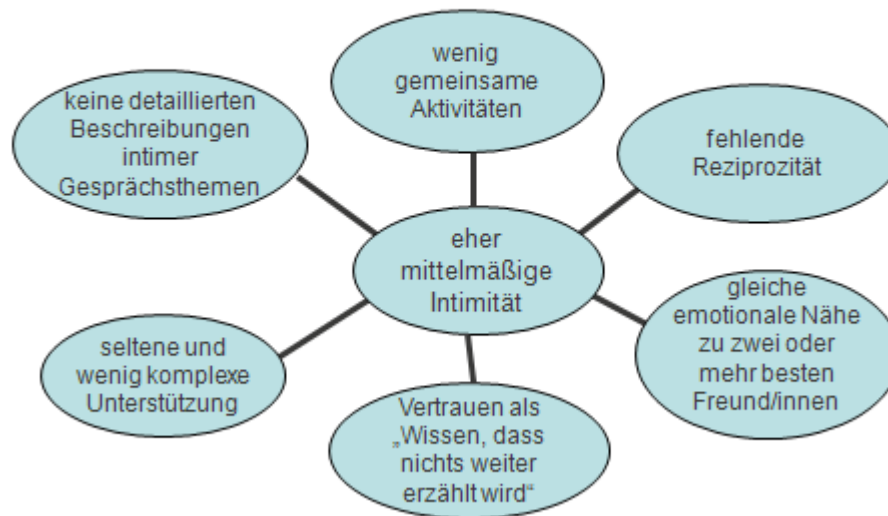 wenig
gemeinsame
Aktivitäten
keine detaillierten
Beschreibungen
intimer
Gesprächsthemen
fehlende
Reziprozität
eher
mittelmäßige
Intimität
gleiche
emotionale Nähe
zu zwei oder
mehr besten
Freund/innen
seltene und
wenig komplexe
Unterstützung
Vertrauen als
„Wissen, dass
nichts weiter
erzählt wird“